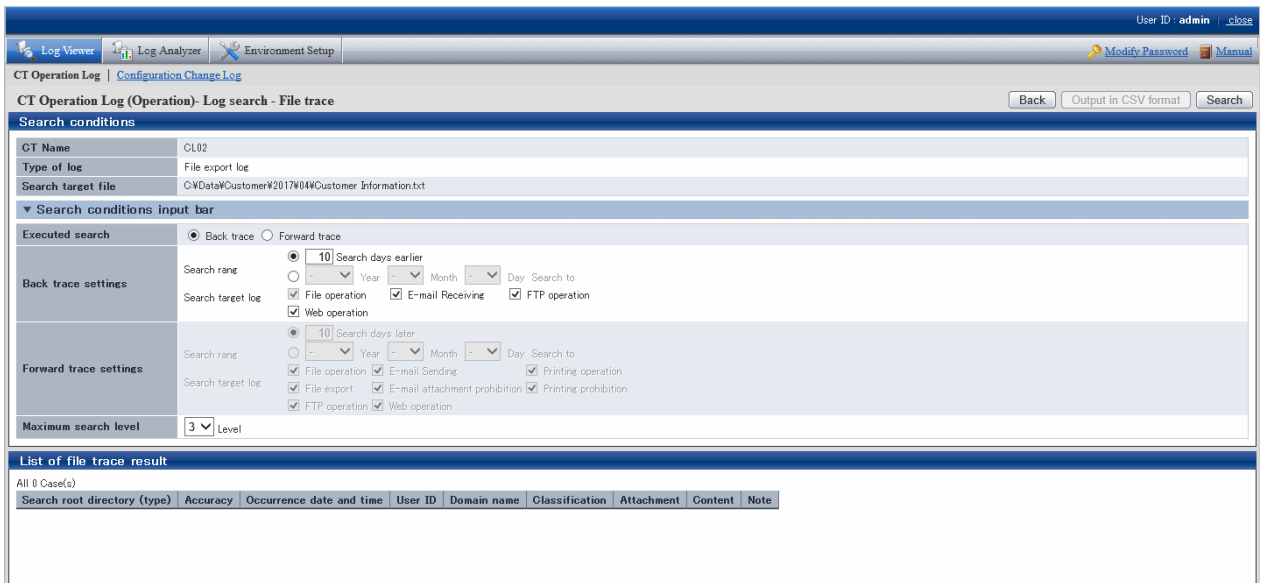 User ID : admin | close
Log Viewer Log Analyzer Environment Setup Modify Password Manual
CT Operation Log | Configuration Change Log
CT Operation Log (Operation)- Log search - File trace Back Output in CSV format Search
Search conditions
CT Name CL02
Type of log File export log
Search target file C:¥Data¥Customer¥2017¥04¥Customer Information.txt
▼ Search conditions input bar
Executed search Back trace Forward trace
Back trace settings
Search rang 10 Search days earlier
- Year - Month - Day Search to
Search target log File operation E-mail Receiving FTP operation
Web operation
Forward trace settings
Search rang 10 Search days later
- Year - Month - Day Search to
Search target log File operation E-mail Sending Printing operation
File export E-mail attachment prohibition Printing prohibition
FTP operation Web operation
Maximum search level 3 Level
List of file trace result
All 0 Case(s)
Search root directory (type) Accuracy Occurrence date and time User ID Domain name Classification Attachment Content Note